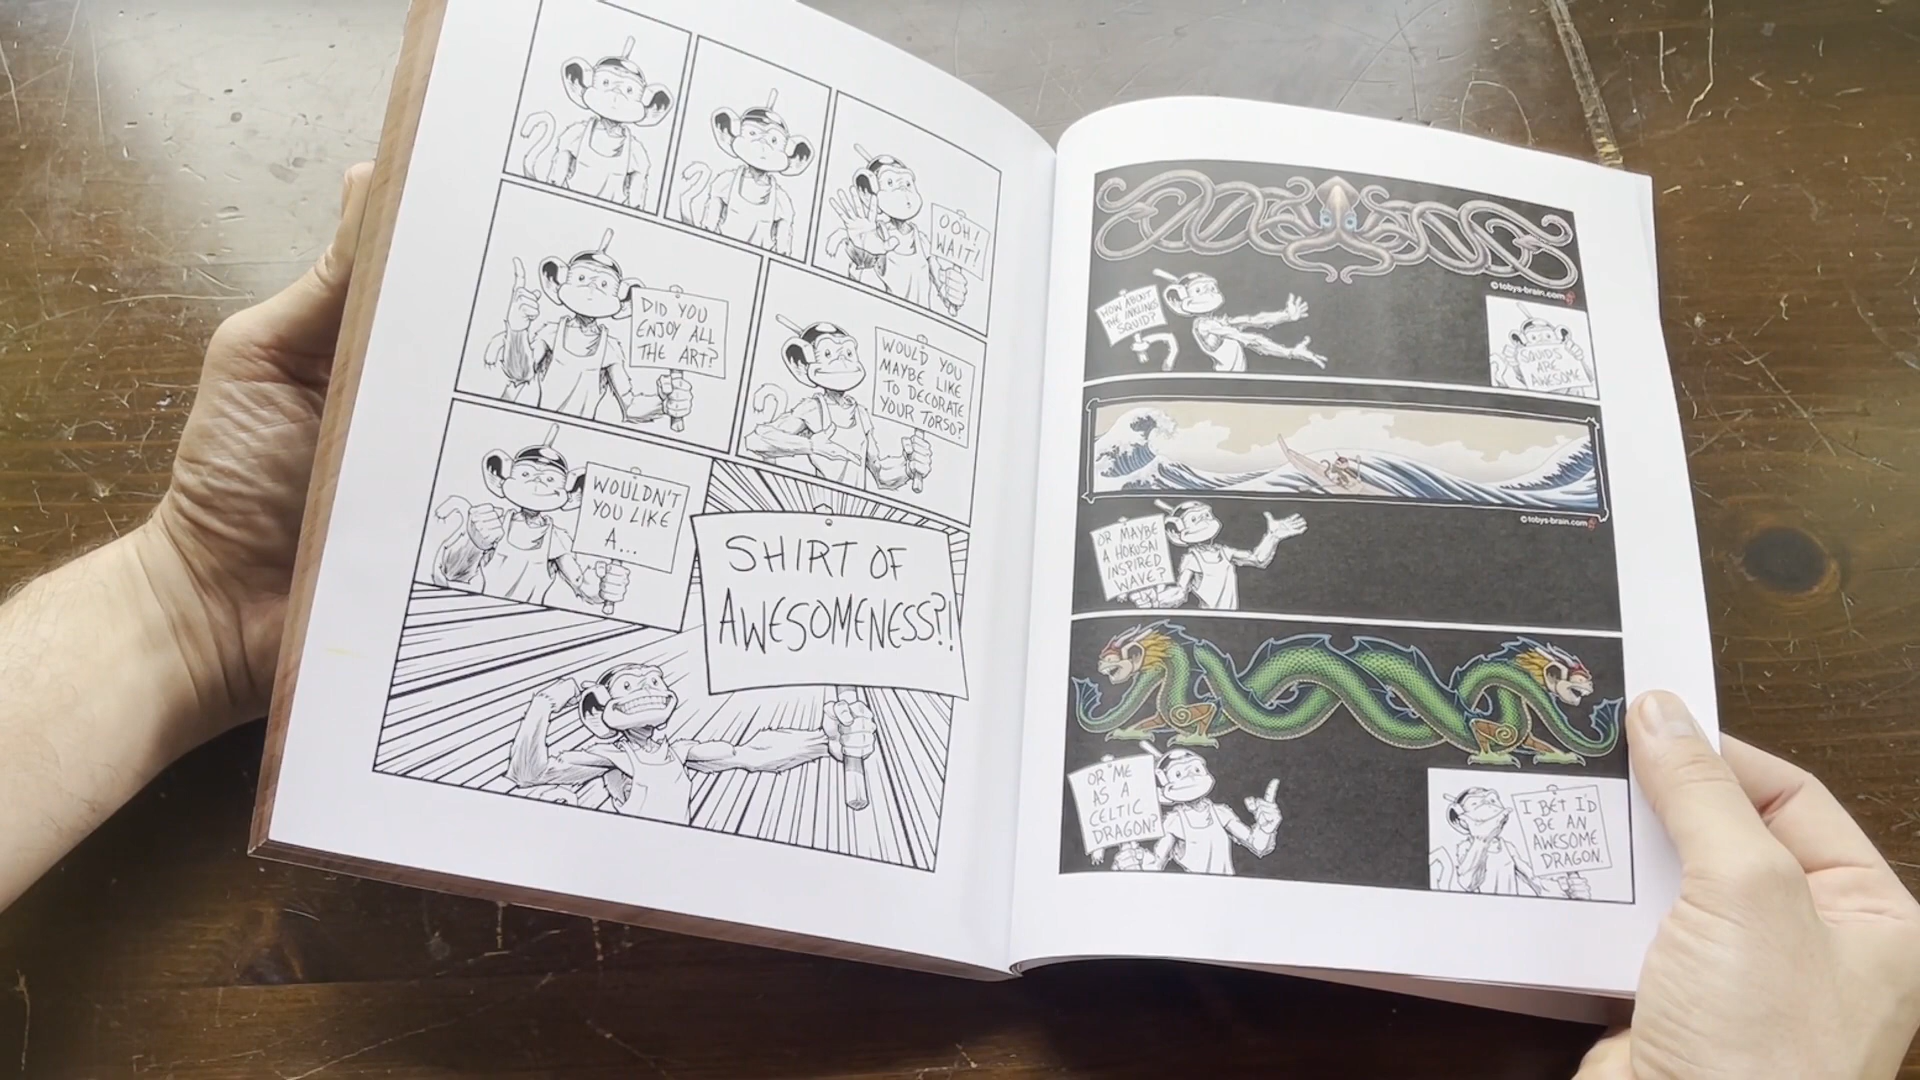 OOH!
WAIT!
DID YOU
ENJOY ALL
THE ART?
WOULD YOU
MAYBE LIKE
TO DECORATE
YOUR TORSO?
WOULDN'T
YOU LIKE
A...
SHIRT OF
AWESOMENESS?!
©tobys-brain.com
HOW ABOUT
THE INKLINGS
SQUID?
SQUIDS
ARE
AWESOME
©tobys-brain.com
OR MAYBE
A HOKUSAI
INSPIRED
WAVE?
OR ME
AS A
CELTIC
DRAGON?
I BET I'D
BE AN
AWESOME
DRAGON.